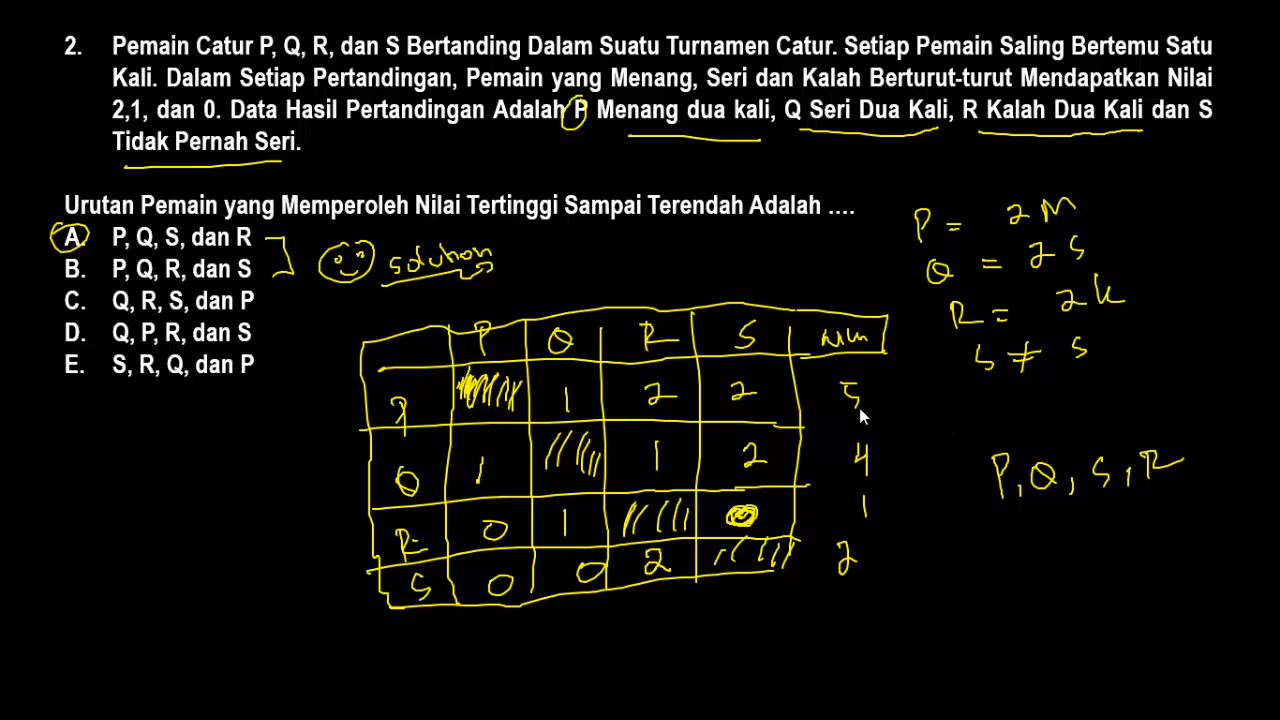 2. Pemain Catur P, Q, R, dan S Bertanding Dalam Suatu Turnamen Catur. Setiap Pemain Saling Bertemu Satu
Kali. Dalam Setiap Pertandingan, Pemain yang Menang, Seri dan Kalah Berturut-turut Mendapatkan Nilai
2,1, dan 0. Data Hasil Pertandingan Adalah P Menang dua kali, Q Seri Dua Kali, R Kalah Dua Kali dan S
Tidak Pernah Seri.
Urutan Pemain yang Memperoleh Nilai Tertinggi Sampai Terendah Adalah ....
A. P, Q, S, dan R
B. P, Q, R, dan S
C. Q, R, S, dan P
D. Q, P, R, dan S
E. S, R, Q, dan P
solution
P = 2 M
Q = 2 S
R = 2 K
S ≠ S
P Q R S
P 1 2 2 5
Q 1 1 2 4
R 0 1 0 1
S 0 0 2 2
P, Q, S, R